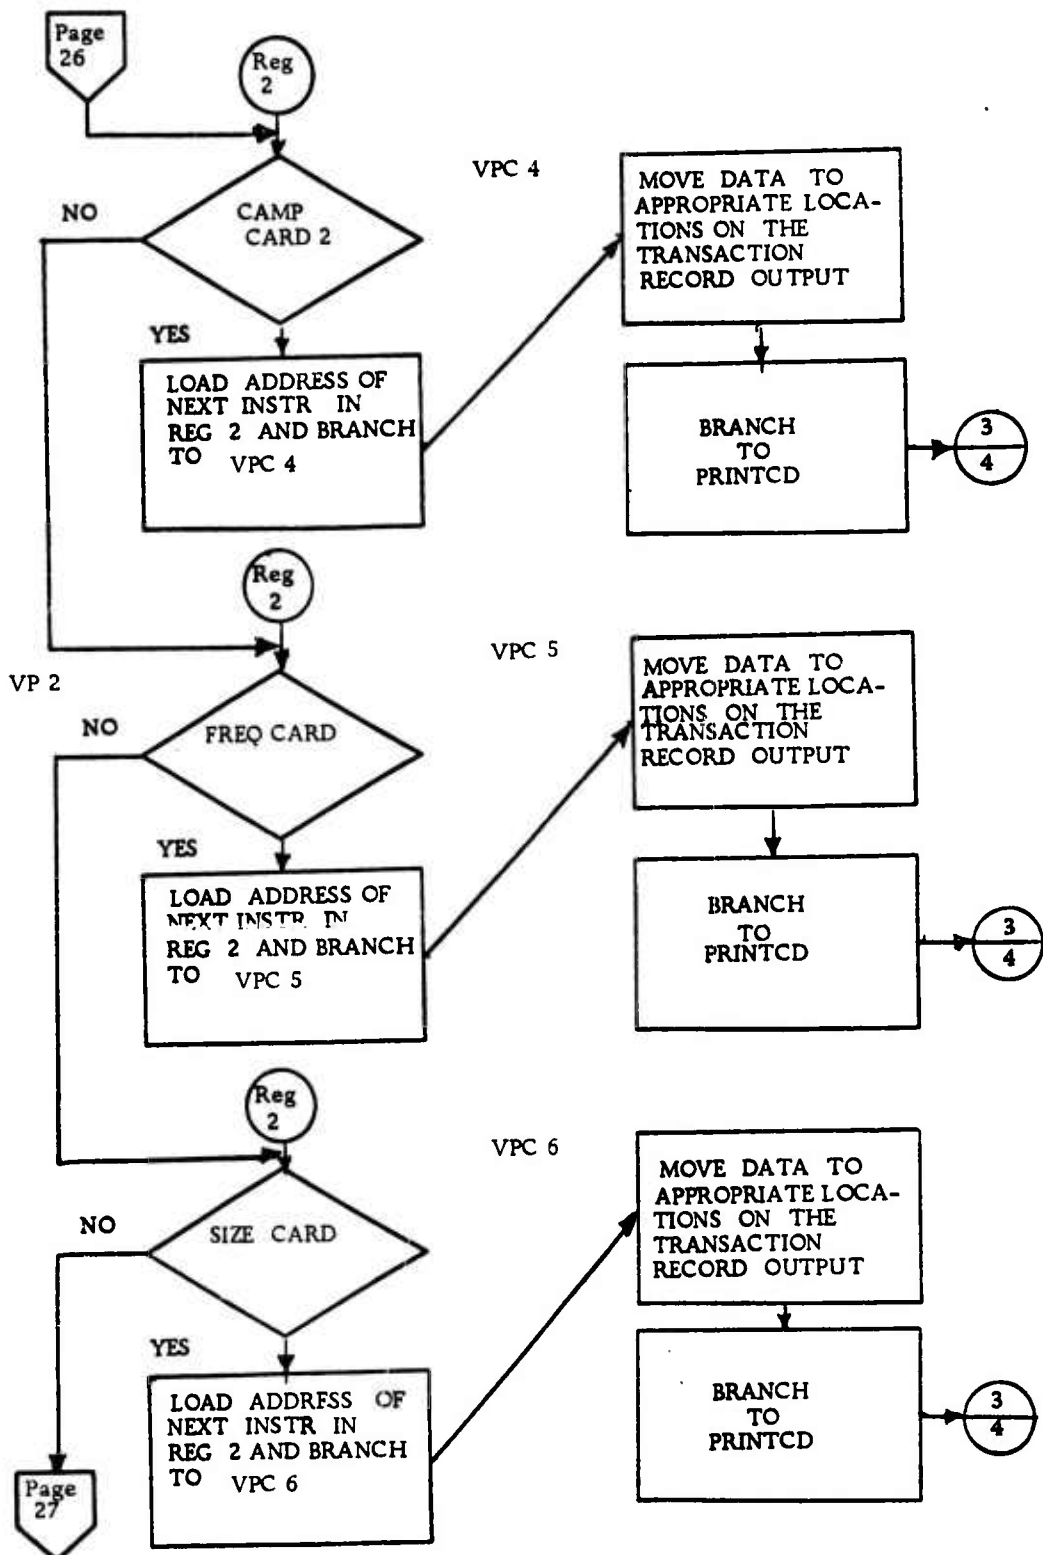 Page
26
Reg
2
CAMP
CARD 2
NO
YES
LOAD ADDRESS OF
NEXT INSTR IN
REG 2 AND BRANCH
TO VPC 4
VPC 4
MOVE DATA TO
APPROPRIATE LOCA-
TIONS ON THE
TRANSACTION
RECORD OUTPUT
BRANCH
TO
PRINTCD
3
4
Reg
2
VP 2
FREQ CARD
NO
YES
LOAD ADDRESS OF
NEXT INSTR IN
REG 2 AND BRANCH
TO VPC 5
VPC 5
MOVE DATA TO
APPROPRIATE LOCA-
TIONS ON THE
TRANSACTION
RECORD OUTPUT
BRANCH
TO
PRINTCD
3
4
Reg
2
SIZE CARD
NO
YES
LOAD ADDRESS OF
NEXT INSTR IN
REG 2 AND BRANCH
TO VPC 6
VPC 6
MOVE DATA TO
APPROPRIATE LOCA-
TIONS ON THE
TRANSACTION
RECORD OUTPUT
BRANCH
TO
PRINTCD
3
4
Page
27